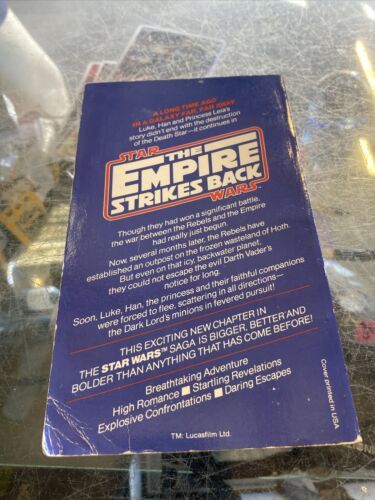 A LONG TIME AGO
IN A GALAXY FAR, FAR AWAY
Luke, Han and Princess Leia's
story didn't end with the destruction
of the Death Star—it continues in
STAR
THE
EMPIRE
STRIKES BACK
WARS™
Though they had won a significant battle,
the war between the Rebels and the Empire
had really just begun.
Now, several months later, the Rebels have
established an outpost on the frozen wasteland of Hoth.
But even on that icy, backwater planet,
they could not escape the evil Darth Vader's
notice for long.
Soon, Luke, Han, the princess and their faithful companions
were forced to flee, scattering in all directions—
the Dark Lord's minions in fevered pursuit!
THIS EXCITING NEW CHAPTER IN
THE STAR WARS™ SAGA IS BIGGER, BETTER AND
BOLDER THAN ANYTHING THAT HAS COME BEFORE!
Breathtaking Adventure
High Romance ■ Startling Revelations
Explosive Confrontations ■ Daring Escapes
TM: Lucasfilm Ltd.
Cover printed in USA